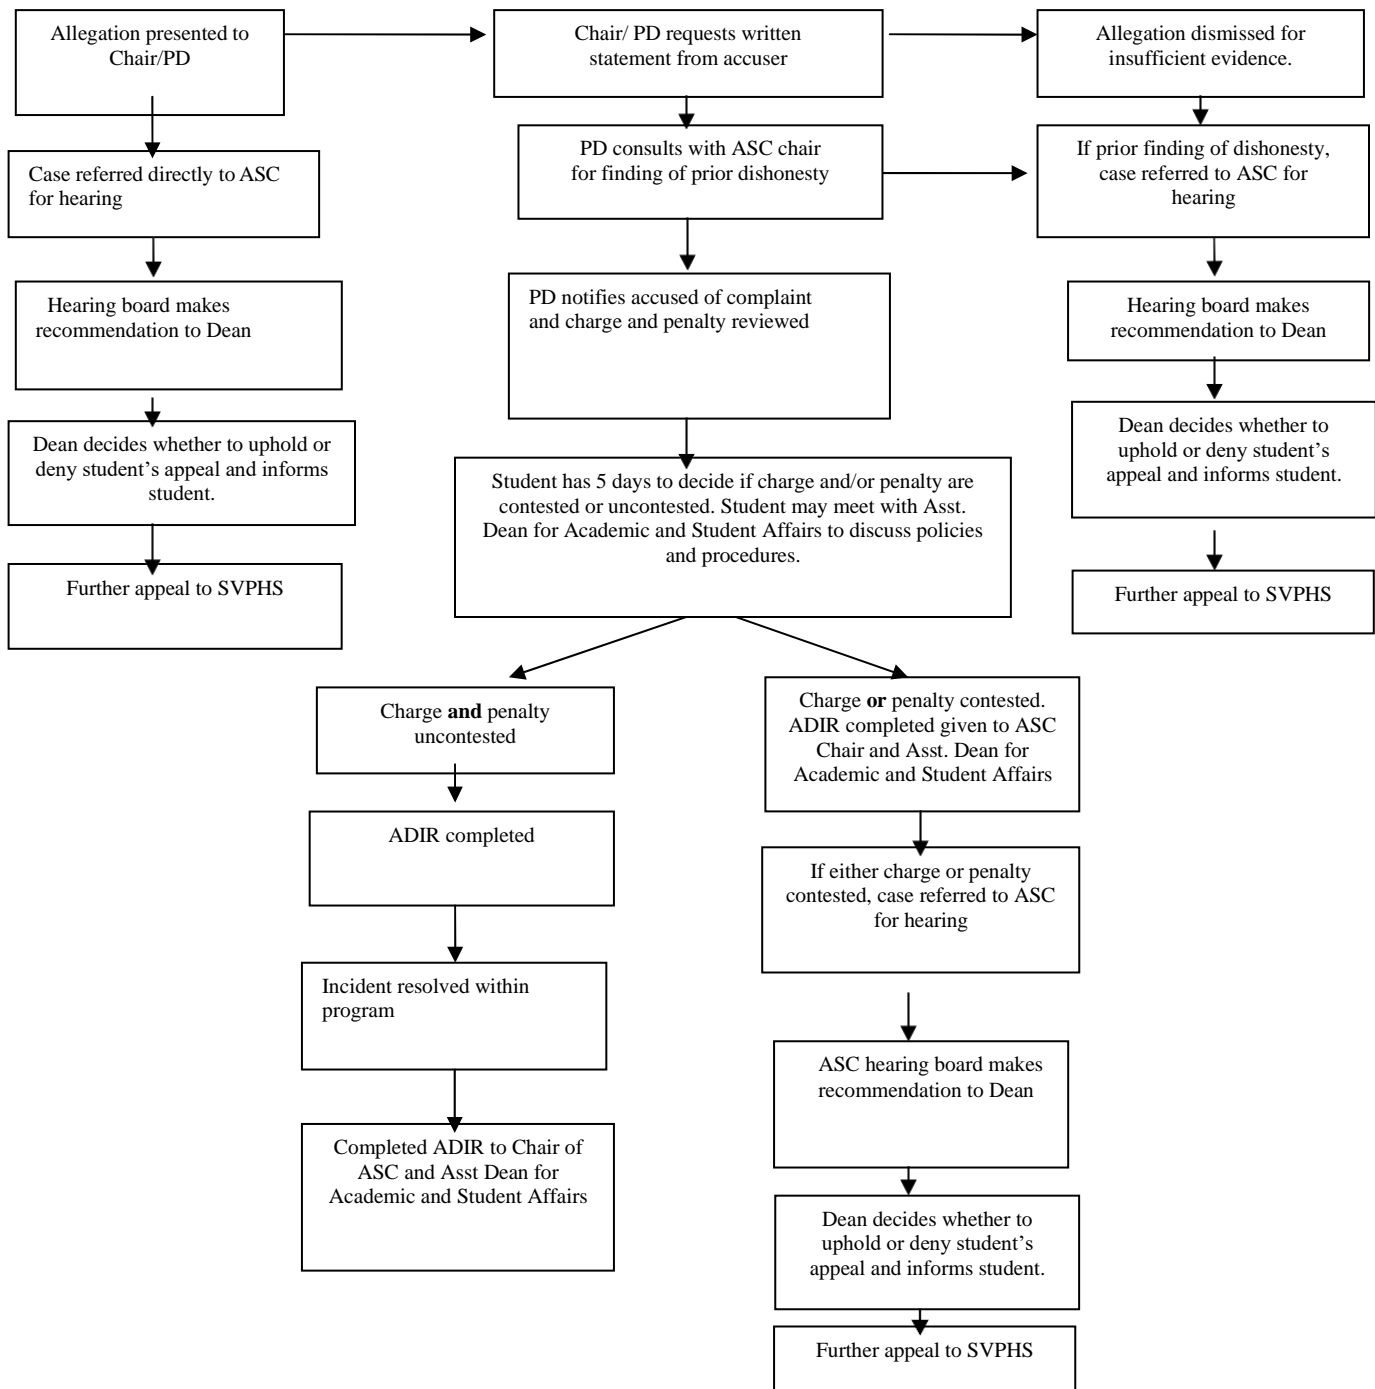 Allegation presented to
Chair/PD
Chair/ PD requests written
statement from accuser
Allegation dismissed for
insufficient evidence.
Case referred directly to ASC
for hearing
PD consults with ASC chair
for finding of prior dishonesty
If prior finding of dishonesty,
case referred to ASC for
hearing
Hearing board makes
recommendation to Dean
PD notifies accused of complaint
and charge and penalty reviewed
Hearing board makes
recommendation to Dean
Dean decides whether to uphold or
deny student’s appeal and informs
student.
Student has 5 days to decide if charge and/or penalty are
contested or uncontested. Student may meet with Asst.
Dean for Academic and Student Affairs to discuss policies
and procedures.
Dean decides whether to
uphold or deny student’s
appeal and informs student.
Further appeal to SVPHS
Further appeal to SVPHS
Charge and penalty
uncontested
Charge or penalty contested.
ADIR completed given to ASC
Chair and Asst. Dean for
Academic and Student Affairs
ADIR completed
If either charge or penalty
contested, case referred to ASC
for hearing
Incident resolved within
program
ASC hearing board makes
recommendation to Dean
Completed ADIR to Chair of
ASC and Asst Dean for
Academic and Student Affairs
Dean decides whether to
uphold or deny student’s
appeal and informs student.
Further appeal to SVPHS